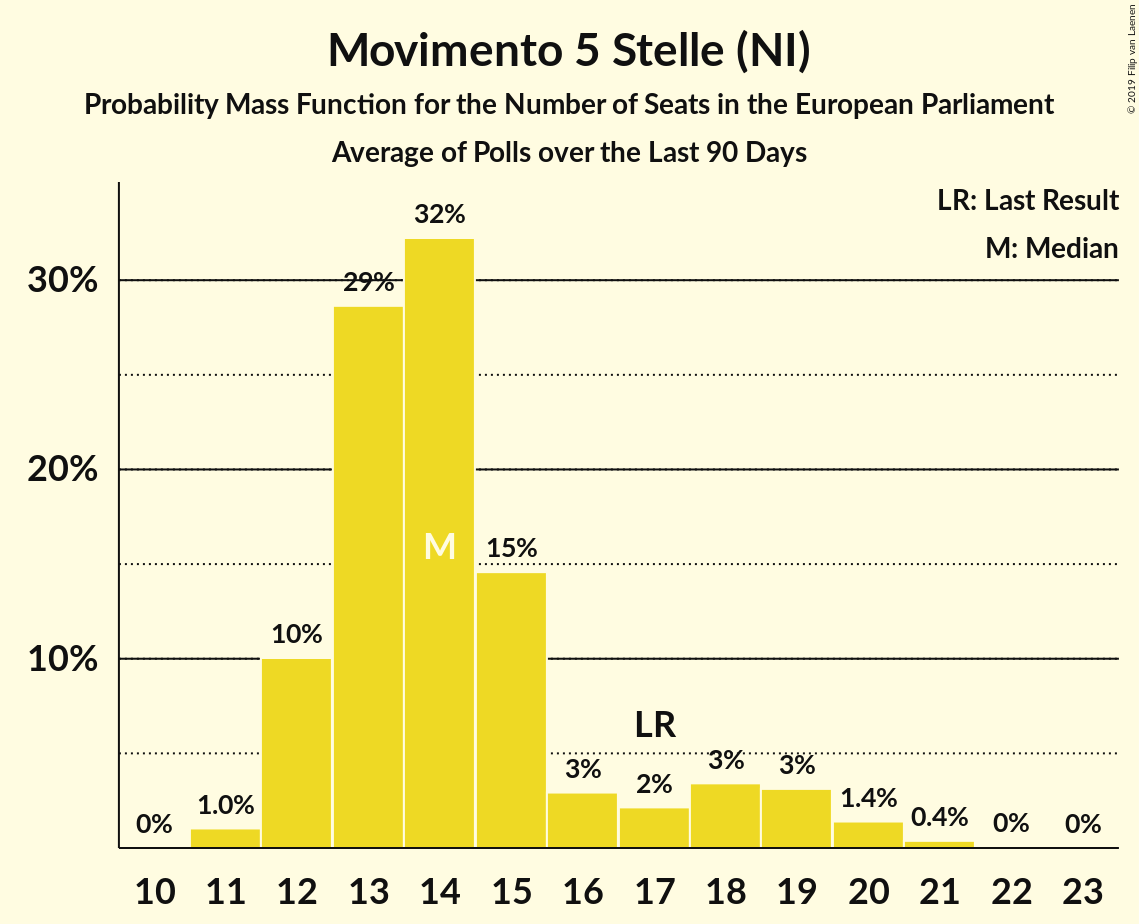 Movimento 5 Stelle (NI)
Probability Mass Function for the Number of Seats in the European Parliament
Average of Polls over the Last 90 Days
© 2019 Filip van Laenen
LR: Last Result
M: Median
30%
20%
10%
0%
1.0%
10%
29%
32%
M
15%
3%
LR
2%
3%
3%
1.4%
0.4%
0%
0%
10 11 12 13 14 15 16 17 18 19 20 21 22 23